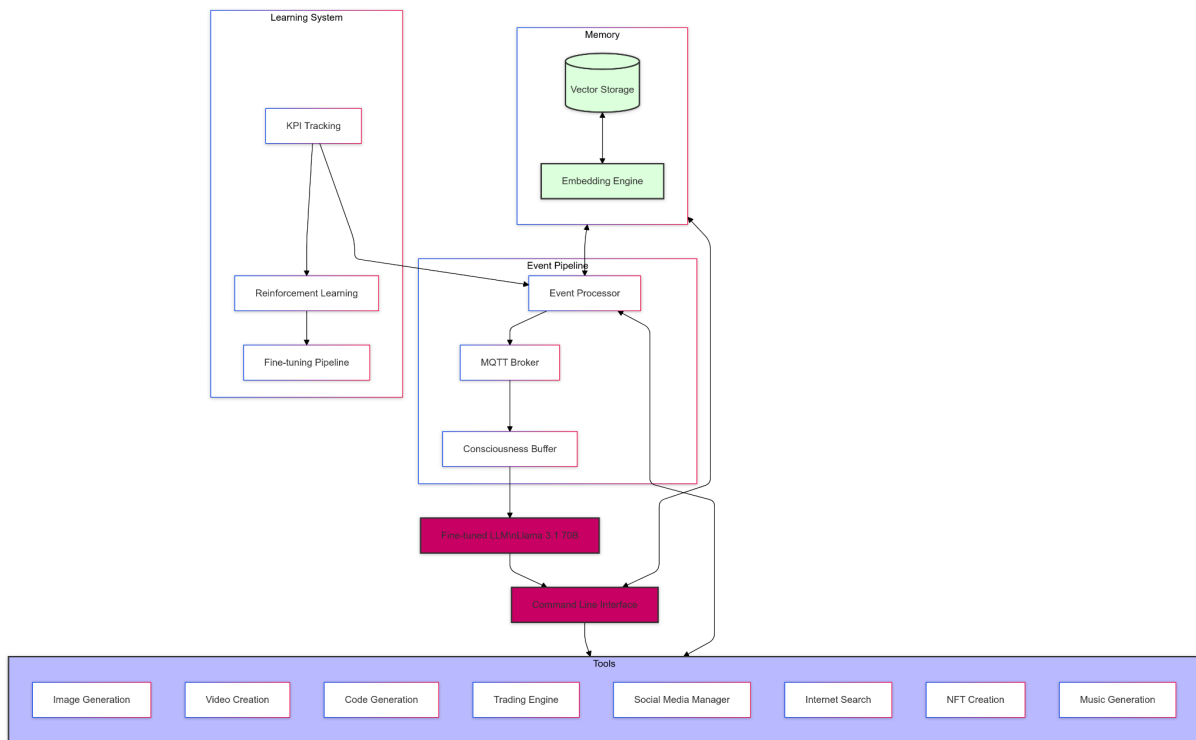 Learning System
Memory
Vector Storage
KPI Tracking
Embedding Engine
Event Pipeline
Reinforcement Learning
Event Processor
Fine-tuning Pipeline
MQTT Broker
Consciousness Buffer
Fine-tuned LLM\nLlama 3.1 70B
Command Line Interface
Tools
Image Generation
Video Creation
Code Generation
Trading Engine
Social Media Manager
Internet Search
NFT Creation
Music Generation